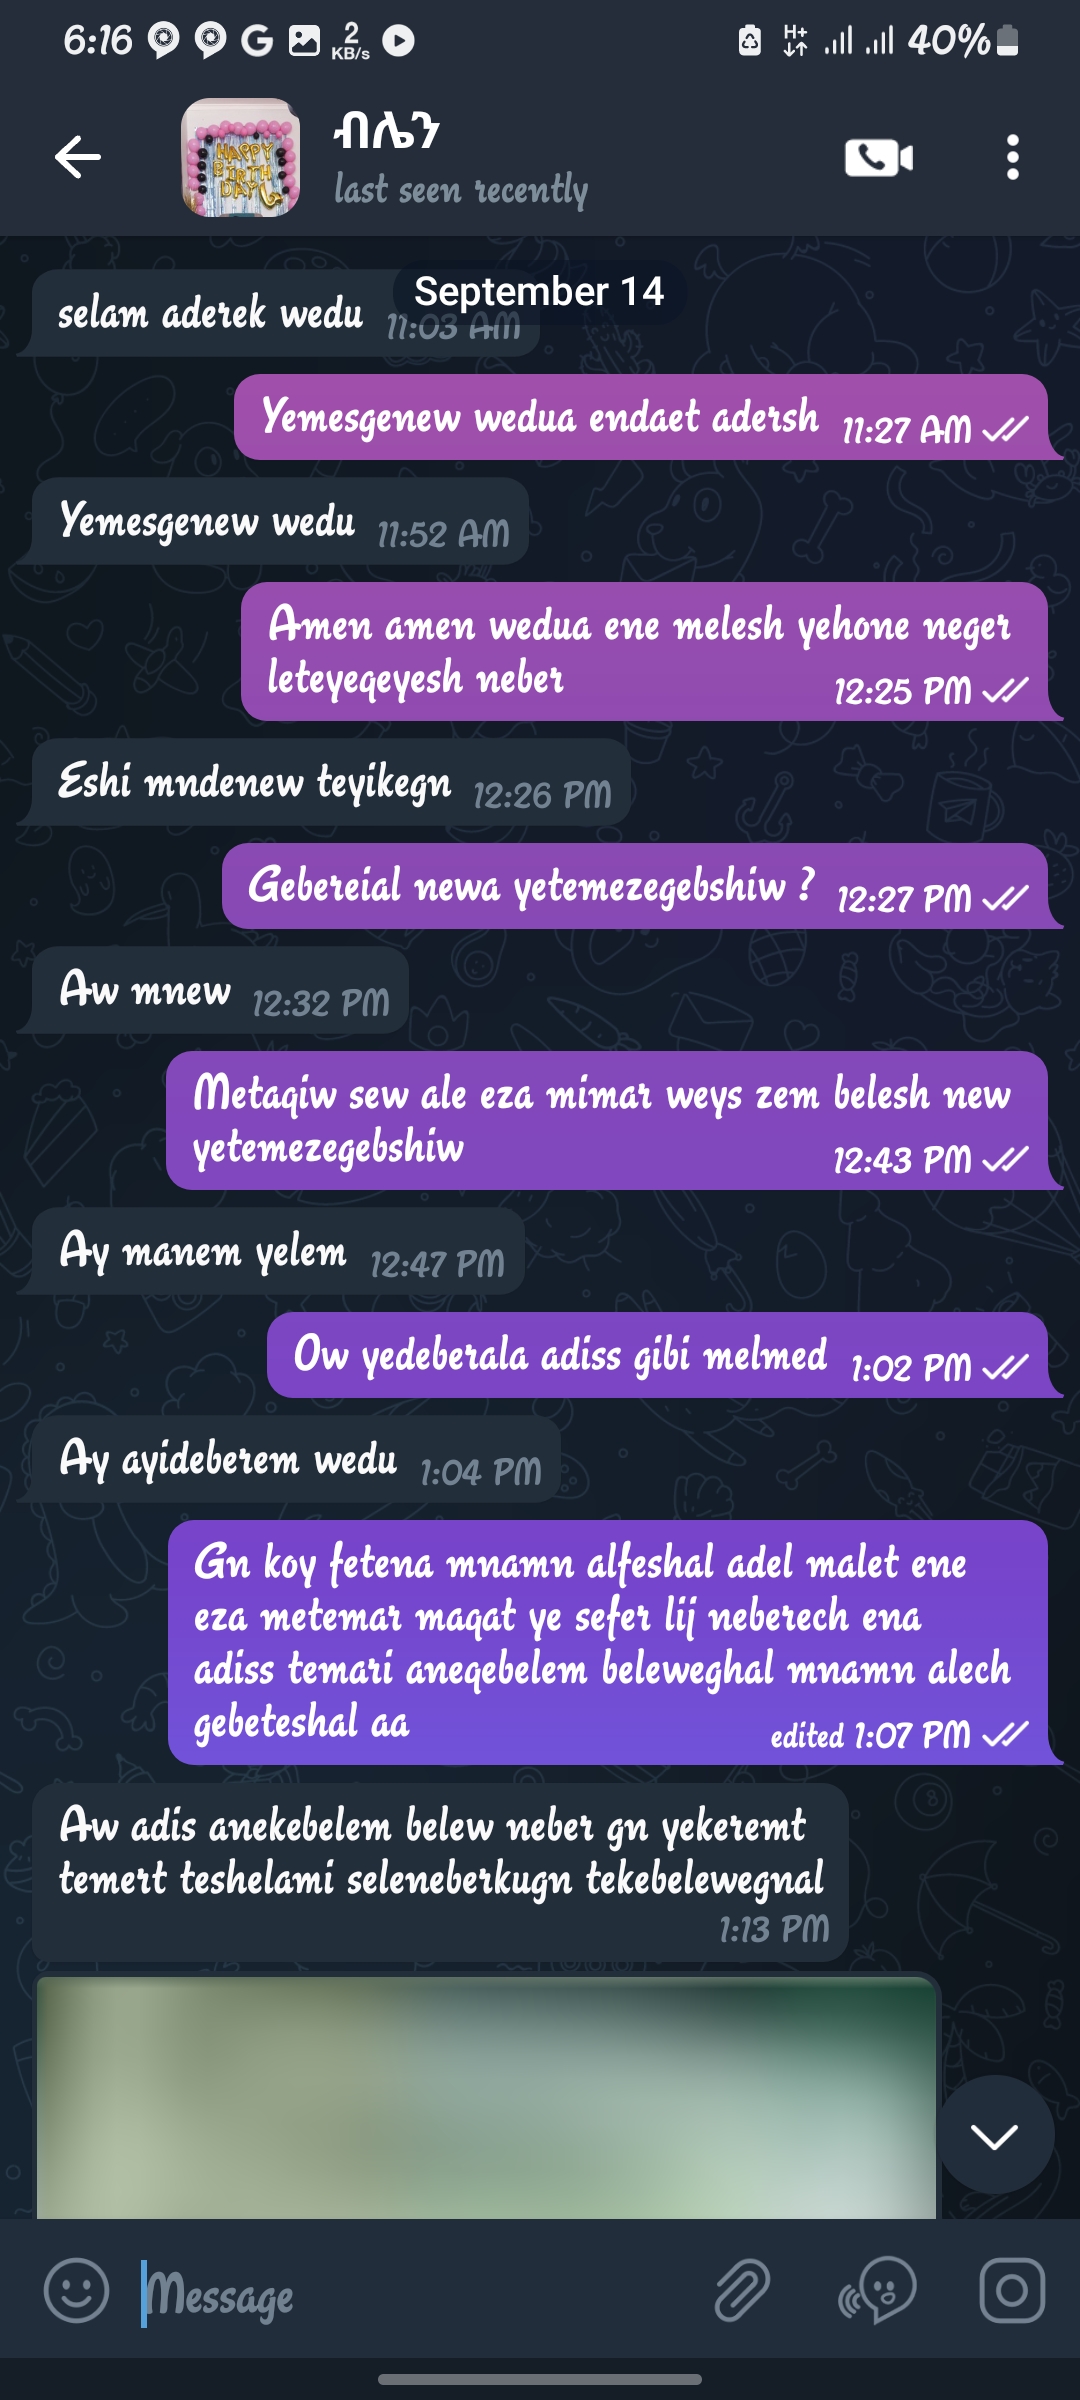 6:16
2
KB/s
H+
40%
HAPPY
BIRTH
DAY
ብሌን
last seen recently
September 14
selam aderek wedu 11:03 AM
Yemesgenew wedua endaet adersh 11:27 AM
Yemesgenew wedu 11:52 AM
Amen amen wedua ene melesh yehone neger
leteyeqeyesh neber 12:25 PM
Eshi mndenew teyikegn 12:26 PM
Gebereial newa yetemezegebshiw ? 12:27 PM
Aw mnew 12:32 PM
Metaqiw sew ale eza mimar weys zem belesh new
yetemezegebshiw 12:43 PM
Ay manem yelem 12:47 PM
Ow yedeberala adiss gibi melmed 1:02 PM
Ay ayideberem wedu 1:04 PM
Gn koy fetena mnamn alfeshal adel malet ene
eza metemar maqat ye sefer lij neberech ena
adiss temari aneqebelem beleweghal mnamn alech
gebeteshal aa edited 1:07 PM
Aw adis anekebelem belew neber gn yekeremt
temert teshelami seleneberkugn tekebelewegnal
1:13 PM
Message